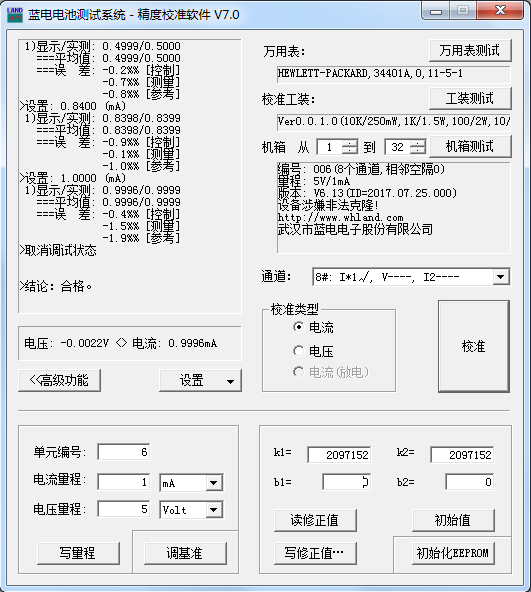 蓝电电池测试系统 - 精度校准软件 V7.0
1)显示/实测: 0.4999/0.5000
===平均值: 0.4999/0.5000
===误 差: -0.2%% [控制]
-0.7%% [测量]
-0.8%% [参考]
>设置: 0.8400 (mA)
1)显示/实测: 0.8398/0.8399
===平均值: 0.8398/0.8399
===误 差: -0.9%% [控制]
-0.1%% [测量]
-1.0%% [参考]
>设置: 1.0000 (mA)
1)显示/实测: 0.9996/0.9999
===平均值: 0.9996/0.9999
===误 差: -0.4%% [控制]
-1.5%% [测量]
-1.9%% [参考]
>取消调试状态
>结论: 合格。
电压: -0.0022V <> 电流: 0.9996mA
<<高级功能
设置
万用表:
万用表测试
HEWLETT-PACKARD,34401A,0,11-5-1
校准工装:
工装测试
Ver0.0.1.0(10K/250mW,1K/1.5W,100/2W,10/
机箱 从 1 到 32
机箱测试
编号: 006(8个通道,相邻空隔0)
量程: 5V/1mA
版本: V6.13(ID=2017.07.25.000)
设备涉嫌非法克隆!
http://www.whland.com
武汉市蓝电电子股份有限公司
通道: 8#: I*1√, V----, I2----
校准类型
电流
电压
电流(放电)
校准
单元编号: 6
电流量程: 1 mA
电压量程: 5 Volt
写量程
调基准
k1= 2097152 k2= 2097152
b1= b2= 0
读修正值
初始值
写修正值…
初始化EEPROM